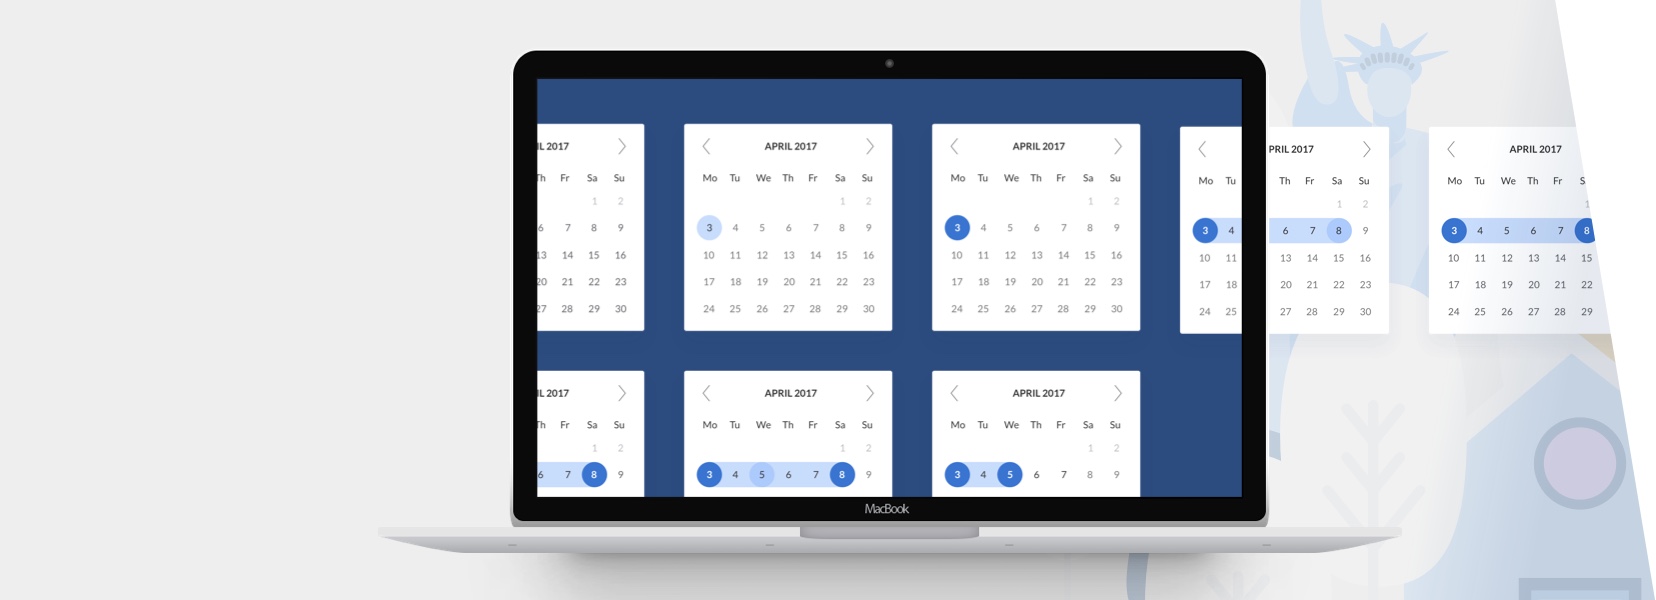 IL 2017
Th Fr Sa Su
1 2
6 7 8 9
13 14 15 16
20 21 22 23
27 28 29 30
APRIL 2017
Mo Tu We Th Fr Sa Su
1 2
3 4 5 6 7 8 9
10 11 12 13 14 15 16
17 18 19 20 21 22 23
24 25 26 27 28 29 30
APRIL 2017
Mo Tu We Th Fr Sa Su
1 2
3 4 5 6 7 8 9
10 11 12 13 14 15 16
17 18 19 20 21 22 23
24 25 26 27 28 29 30
PRIL 2017
Mo Tu Th Fr Sa Su
1 2
3 4 6 7 8 9
10 11 13 14 15 16
17 18 20 21 22 23
24 25 27 28 29 30
APRIL 2017
Mo Tu We Th Fr S
1
3 4 5 6 7 8
10 11 12 13 14 15
17 18 19 20 21 22
24 25 26 27 28 29
IL 2017
Th Fr Sa Su
1 2
6 7 8 9
APRIL 2017
Mo Tu We Th Fr Sa Su
1 2
3 4 5 6 7 8 9
APRIL 2017
Mo Tu We Th Fr Sa Su
1 2
3 4 5 6 7 8 9
MacBook